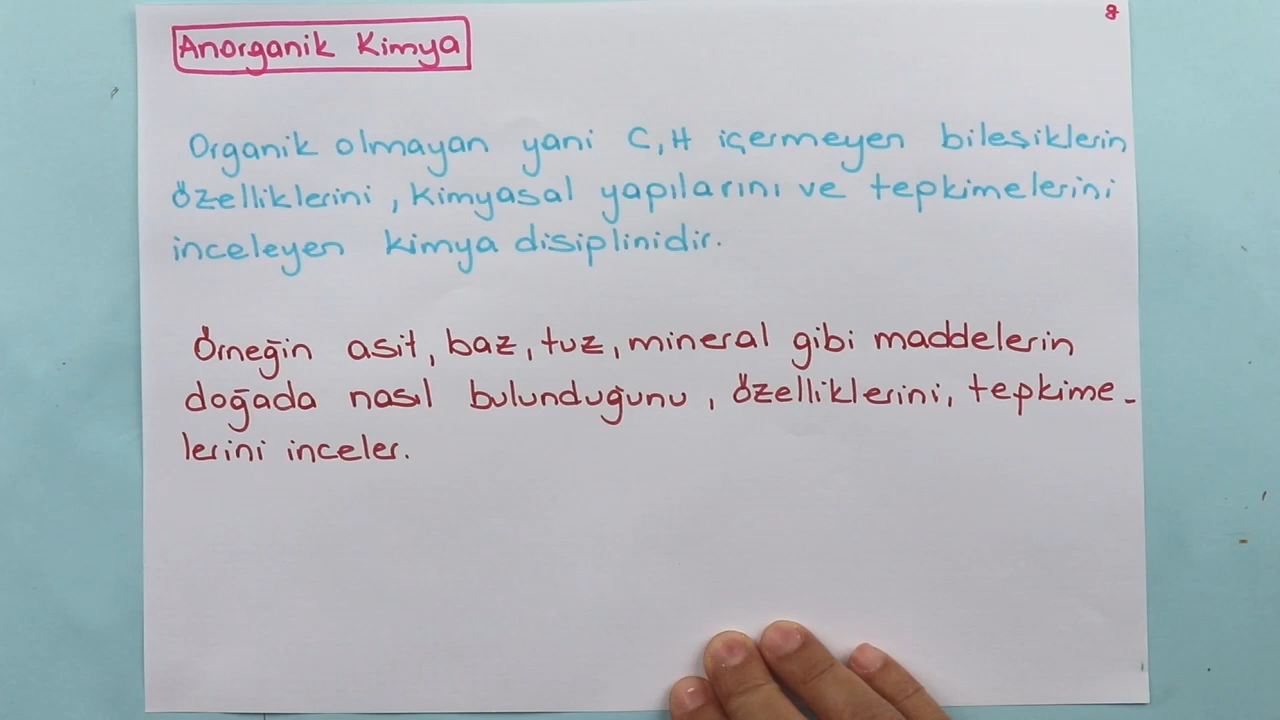 8
Anorganik Kimya
Organik olmayan yani C,H içermeyen bileşiklerin
özelliklerini, kimyasal yapılarını ve tepkimelerini
inceleyen kimya disiplinidir.
Örneğin asit, baz, tuz, mineral gibi maddelerin
doğada nasıl bulunduğunu, özelliklerini, tepkime-
lerini inceler.